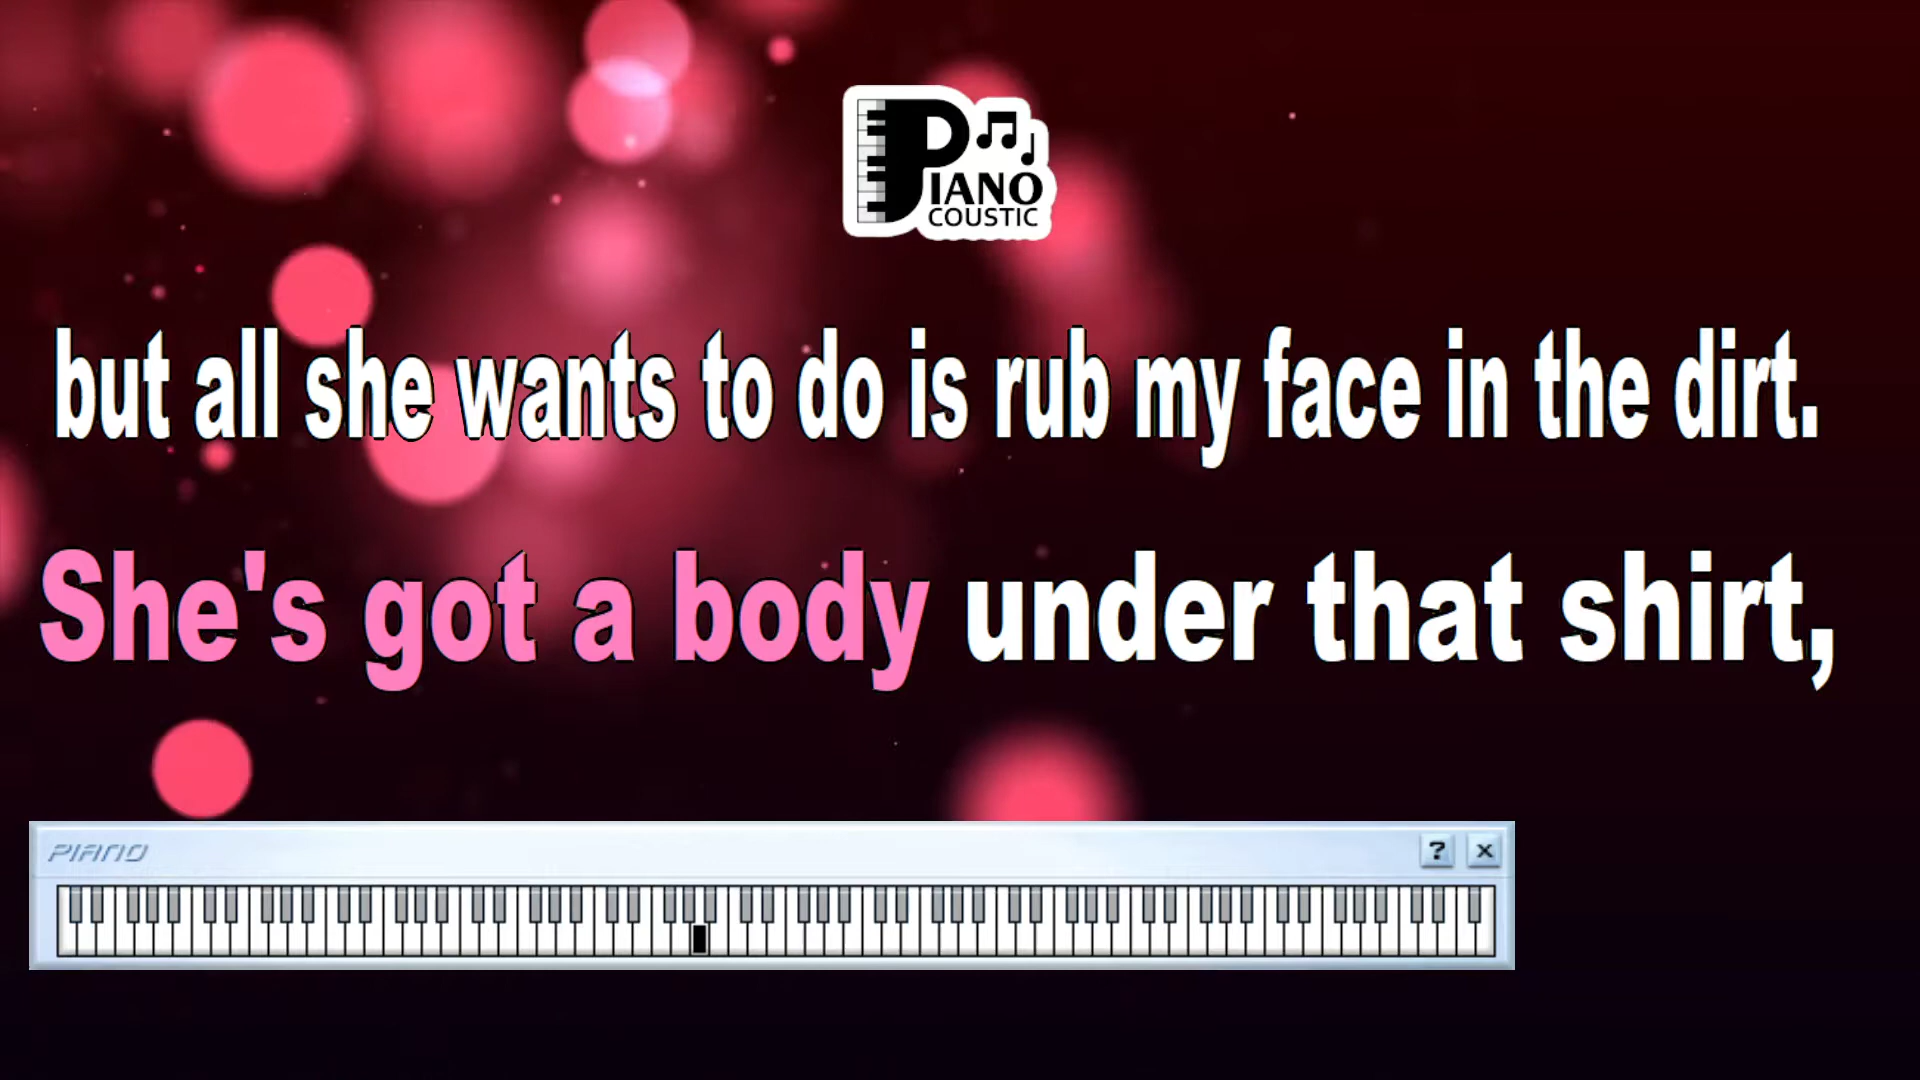 PIANO
COUSTIC
but all she wants to do is rub my face in the dirt.
She's got a body under that shirt,
PIANO
? x